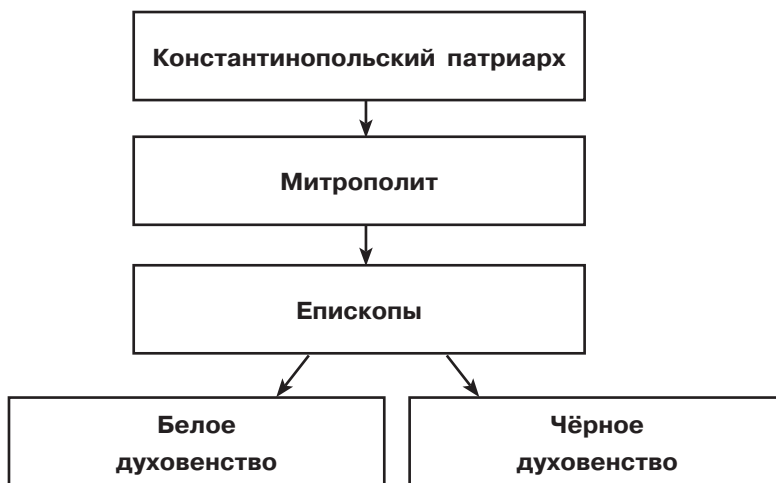 Константинопольский патриарх
Митрополит
Епископы
Белое
духовенство
Чёрное
духовенство